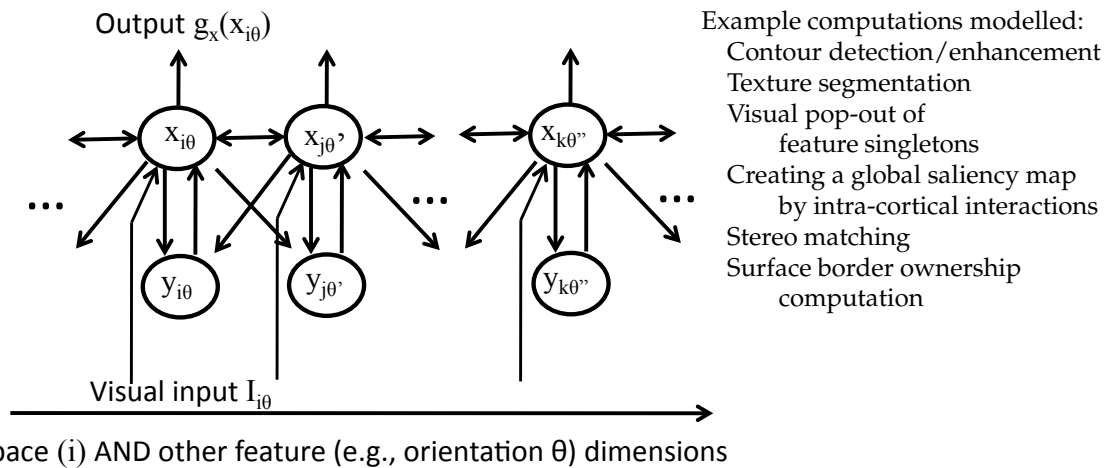 Output gₓ(x_iθ)
Example computations modelled:
Contour detection/enhancement
Texture segmentation
Visual pop-out of
feature singletons
Creating a global saliency map
by intra-cortical interactions
Stereo matching
Surface border ownership
computation
x_iθ
x_jθ’
x_kθ”
...
...
...
y_iθ
y_jθ’
y_kθ”
Visual input I_iθ
pace (i) AND other feature (e.g., orientation θ) dimensions